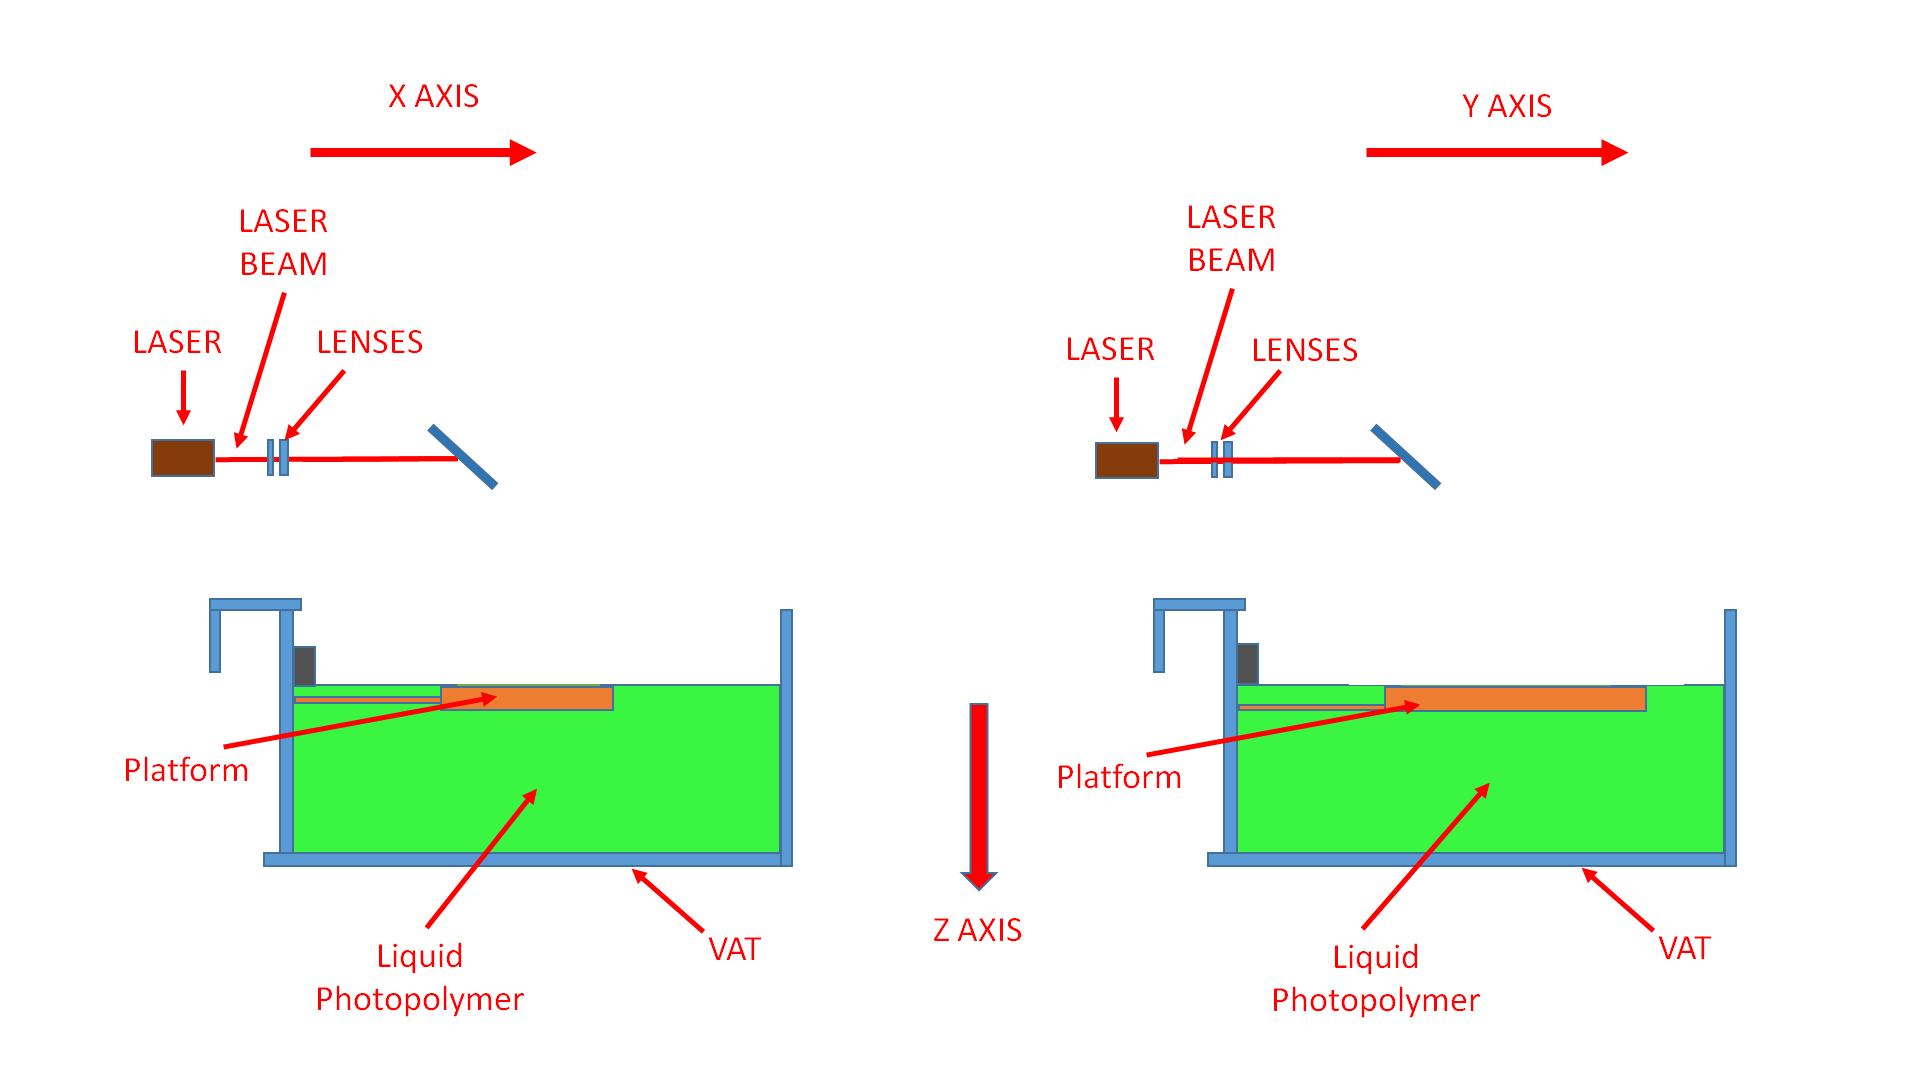 X AXIS
Y AXIS
LASER
BEAM
LASER
BEAM
LASER
LENSES
LASER
LENSES
Platform
Platform
Z AXIS
Liquid
Photopolymer
VAT
Liquid
Photopolymer
VAT